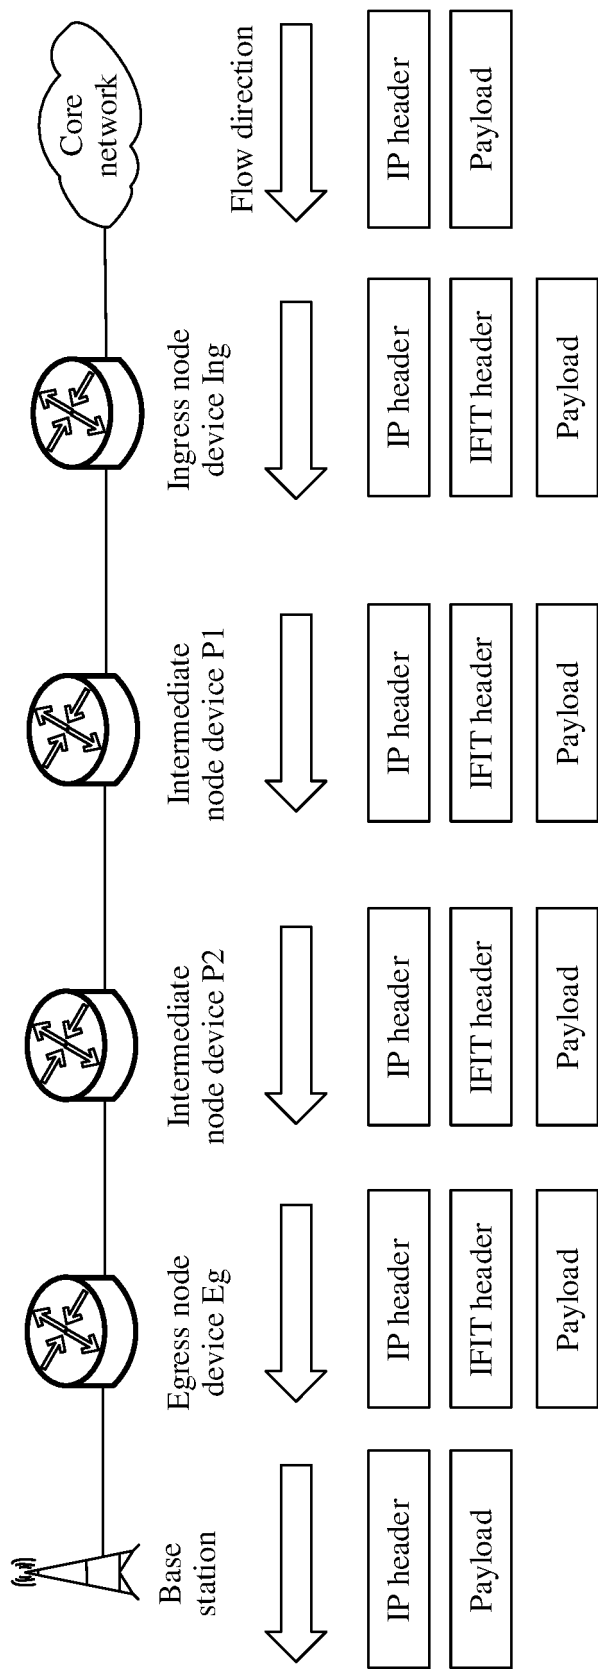 Core
network
Base
station
Egress node
device Eg
Intermediate
node device P2
Intermediate
node device P1
Ingress node
device Ing
Flow direction
IP header
IP header
IP header
IP header
IP header
IP header
Payload
IFIT header
IFIT header
IFIT header
IFIT header
Payload
Payload
Payload
Payload
Payload